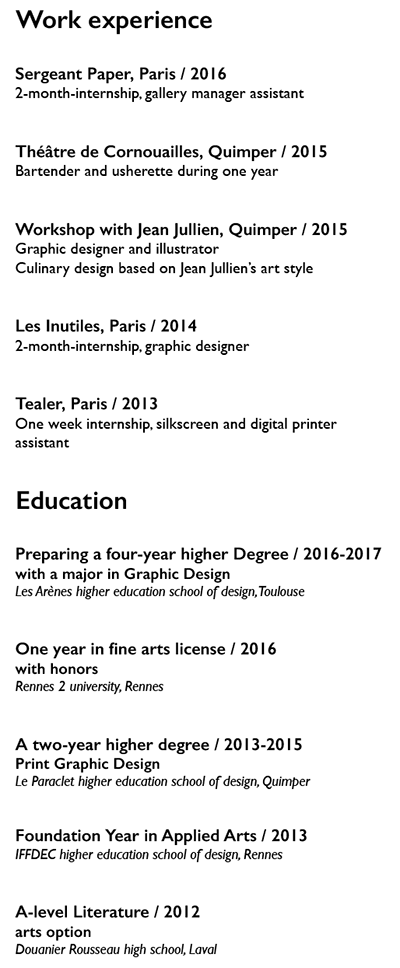 Work experience
Sergeant Paper, Paris / 2016
2-month-internship, gallery manager assistant
Théâtre de Cornouailles, Quimper / 2015
Bartender and usherette during one year
Workshop with Jean Jullien, Quimper / 2015
Graphic designer and illustrator
Culinary design based on Jean Jullien's art style
Les Inutiles, Paris / 2014
2-month-internship, graphic designer
Tealer, Paris / 2013
One week internship, silkscreen and digital printer
assistant
Education
Preparing a four-year higher Degree / 2016-2017
with a major in Graphic Design
Les Arènes higher education school of design, Toulouse
One year in fine arts license / 2016
with honors
Rennes 2 university, Rennes
A two-year higher degree / 2013-2015
Print Graphic Design
Le Paraclet higher education school of design, Quimper
Foundation Year in Applied Arts / 2013
IFFDEC higher education school of design, Rennes
A-level Literature / 2012
arts option
Douanier Rousseau high school, Laval